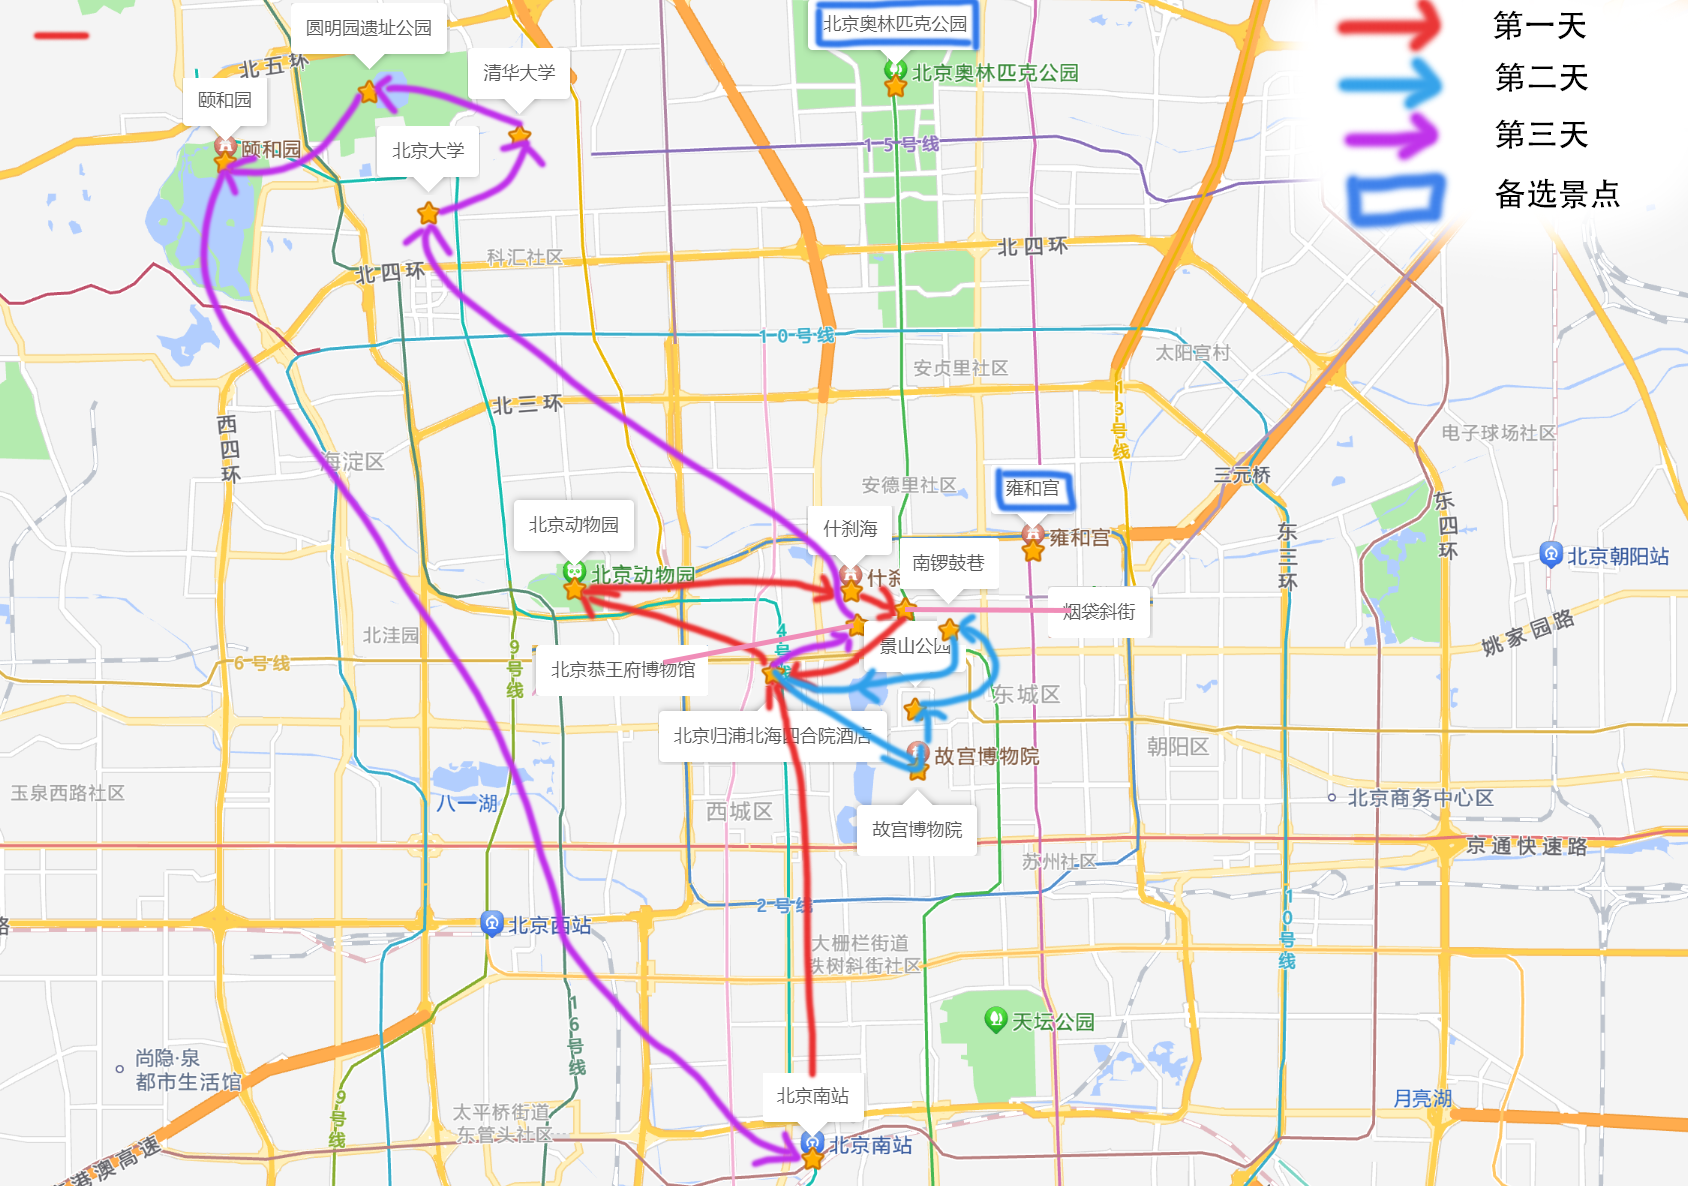 圆明园遗址公园
北京奥林匹克公园
第一天
北五环
清华大学
北京奥林匹克公园
第二天
颐和园
颐和园
北京大学
15号线
第三天
备选景点
科汇社区
北四环
北四环
10号线
安贞里社区
太阳宫村
北三环
13号线
西四环
海淀区
电子球场社区
三元桥
安德里社区
雍和宫
东四环
北京动物园
什刹海
雍和宫
东三环
南锣鼓巷
北京朝阳站
北京动物园
什刹
烟袋斜街
北洼园
4号线
景山公园
姚家园路
6号线
9号线
北京恭王府博物馆
东城区
北京归浦北海四合院酒店
朝阳区
故宫博物院
玉泉西路社区
八一湖
西城区
北京商务中心区
故宫博物院
京通快速路
苏州社区
2号线
10号线
路
北京西站
大栅栏街道
铁树斜街社区
16号线
天坛公园
尚隐·泉
都市生活馆
9号线
太平桥街道
东管头社区…
北京南站
月亮湖
北京南站
港澳高速